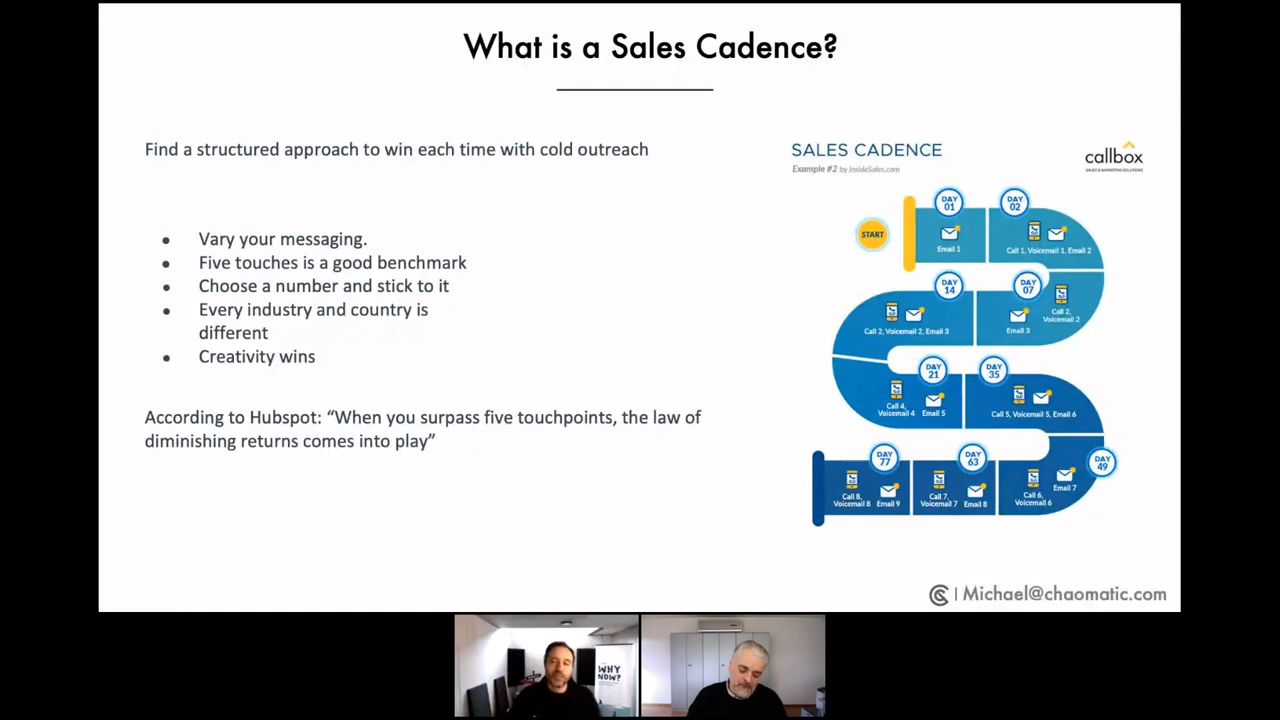 What is a Sales Cadence?
Find a structured approach to win each time with cold outreach
• Vary your messaging.
• Five touches is a good benchmark
• Choose a number and stick to it
• Every industry and country is
different
• Creativity wins
According to Hubspot: “When you surpass five touchpoints, the law of
diminishing returns comes into play”
SALES CADENCE
Example #2 by InsideSales.com
callbox
SALES & MARKETING SOLUTIONS
START
DAY
01
Email 1
DAY
02
Call 1, Voicemail 1, Email 2
DAY
07
Call 2,
Voicemail 2
Email 3
DAY
14
Call 2, Voicemail 2, Email 3
DAY
21
Call 4,
Voicemail 4
Email 5
DAY
35
Call 5, Voicemail 5, Email 6
DAY
49
Email 7
Call 6,
Voicemail 6
DAY
63
Call 7,
Voicemail 7
Email 8
DAY
77
Call 8,
Voicemail 8
Email 9
| Michael@chaomatic.com
WHY
NOW?